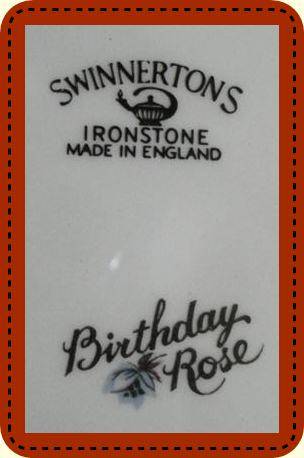 SWINNERTONS
IRONSTONE
MADE IN ENGLAND
Birthday
Rose